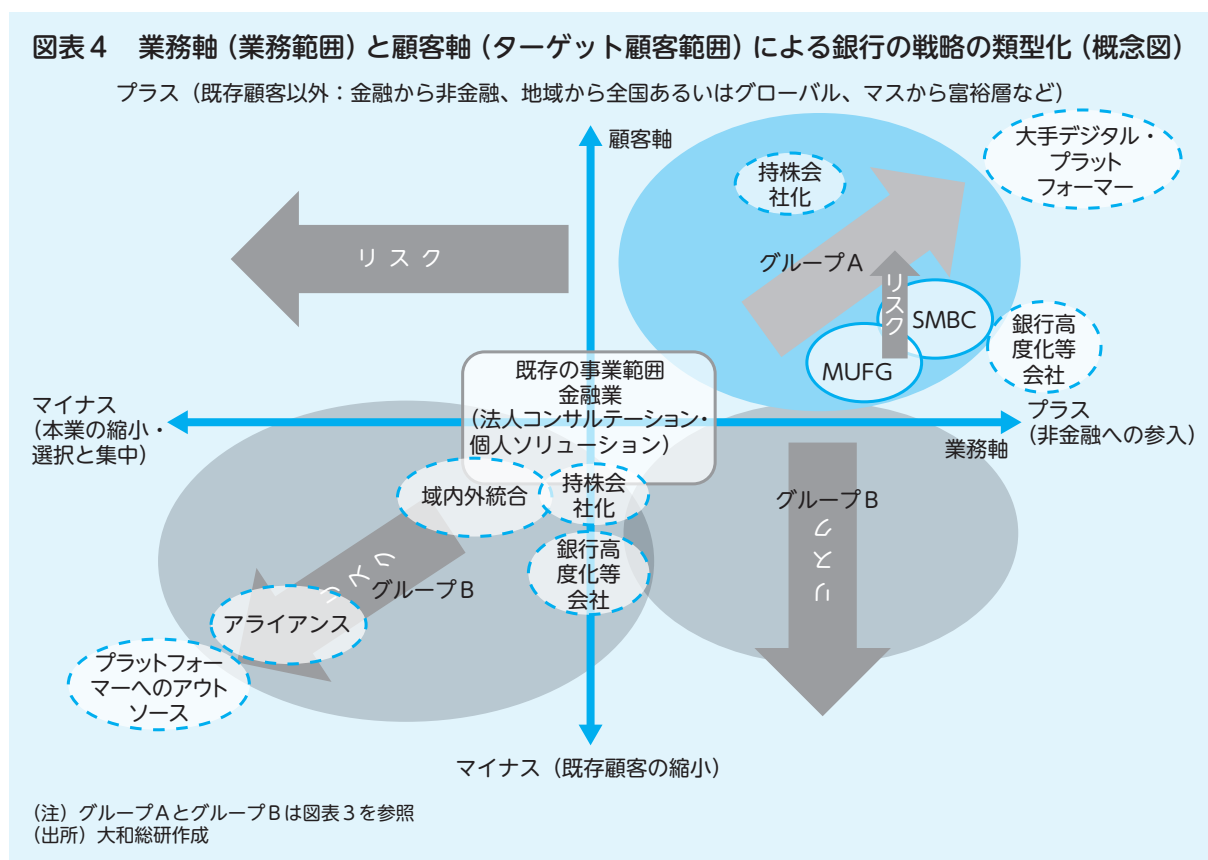 図表4 業務軸(業務範囲)と顧客軸(ターゲット顧客範囲)による銀行の戦略の類型化(概念図)
プラス(既存顧客以外:金融から非金融、地域から全国あるいはグローバル、マスから富裕層など)
顧客軸
大手デジタル・
プラット
フォーマー
持株会
社化
リスク
グループA
リスク
SMBC
MUFG
銀行高
度化等
会社
既存の事業範囲
金融業
(法人コンサルテーション・
個人ソリューション)
マイナス
(本業の縮小・
選択と集中)
プラス
(非金融への参入)
業務軸
域内外統合
持株会
社化
グループB
リスク
銀行高
度化等
会社
リスク
グループB
アライアンス
プラットフォー
マーへのアウト
ソース
マイナス(既存顧客の縮小)
(注)グループAとグループBは図表3を参照
(出所)大和総研作成